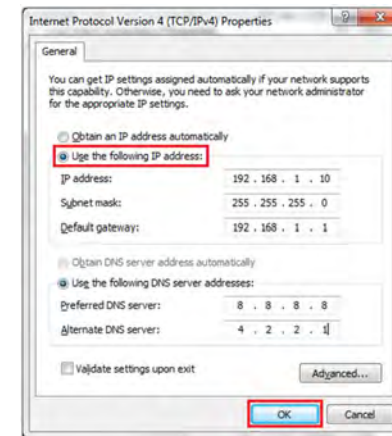 Internet Protocol Version 4 (TCP/IPv4) Properties
General
You can get IP settings assigned automatically if your network supports
this capability. Otherwise, you need to ask your network administrator
for the appropriate IP settings.
Obtain an IP address automatically
Use the following IP address:
IP address: 192 . 168 . 1 . 10
Subnet mask: 255 . 255 . 255 . 0
Default gateway: 192 . 168 . 1 . 1
Obtain DNS server address automatically
Use the following DNS server addresses:
Preferred DNS server: 8 . 8 . 8 . 8
Alternate DNS server: 4 . 2 . 2 . 1
Validate settings upon exit
Advanced...
OK Cancel